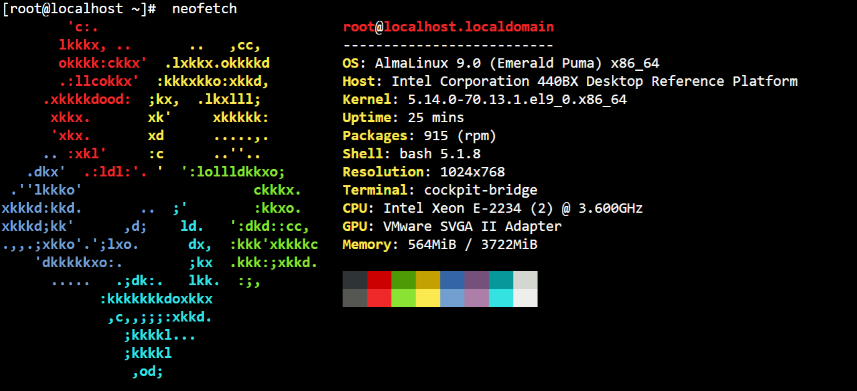 [root@localhost ~]#  neofetch
         'c:.                           root@localhost.localdomain
        lkkkx, ..       ..   ,cc,       --------------------------
        okkkk:ckkx'  .lxkkx.okkkkd      OS: AlmaLinux 9.0 (Emerald Puma) x86_64
        .:llcokkx'  :kkkxkko:xkkd,      Host: Intel Corporation 440BX Desktop Reference Platform
      .xkkkkdood:  ;kx,  .lkxlll;       Kernel: 5.14.0-70.13.1.el9_0.x86_64
       xkkx.       xk'     xkkkkk:      Uptime: 25 mins
       'xkx.       xd      .....,.      Packages: 915 (rpm)
      .. :xkl'     :c      ..''..       Shell: bash 5.1.8
    .dkx'  .:ldl:'. '  ':lollldkkxo;    Resolution: 1024x768
  .''lkkko'                     ckkkx.  Terminal: cockpit-bridge
'xkkkd:kkd.       ..  ;'        :kkxo.  CPU: Intel Xeon E-2234 (2) @ 3.600GHz
,xkkkd;kk'      ,d;    ld.   ':dkd::cc, GPU: VMware SVGA II Adapter
 .,,.;xkko'.';lxo.      dx,  :kkk'xkkkkc Memory: 564MiB / 3722MiB
     'dkkkkkxo:.        ;kx  .kkk:;xkkd.
       .....   .;dk:.   lkk.  :;,
             :kkkkkkkdoxkkx
              ,c,,;;;:xkkd.
                ;kkkkl...
                ;kkkkl
                 ,od;